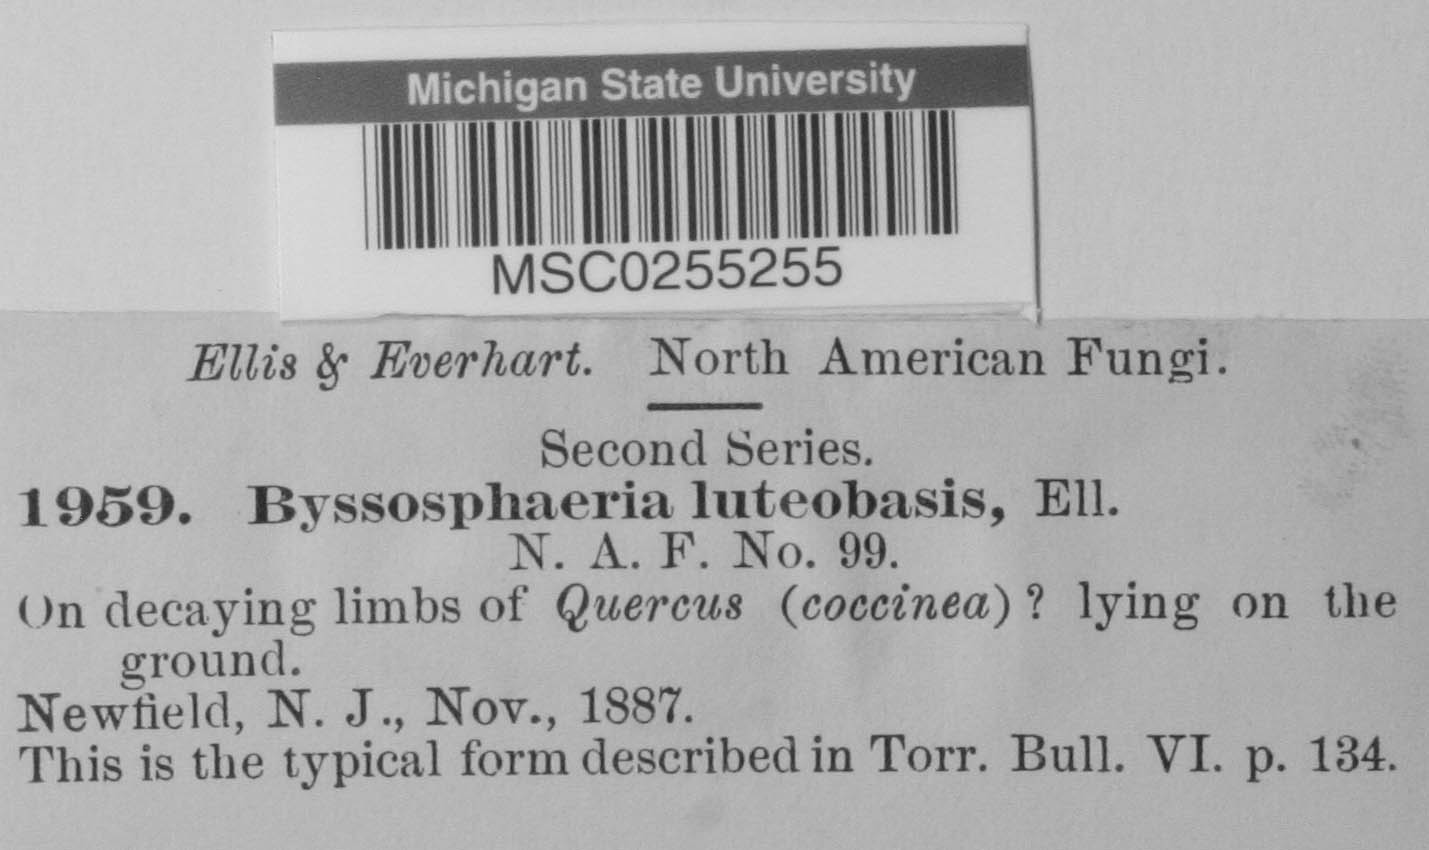 Michigan State University
MSC0255255
Ellis & Everhart. North American Fungi.
Second Series.
1959. Byssosphaeria luteobasis, Ell.
N. A. F. No. 99.
On decaying limbs of Quercus (coccinea)? lying on the
ground.
Newfield, N. J., Nov., 1887.
This is the typical form described in Torr. Bull. VI. p. 134.